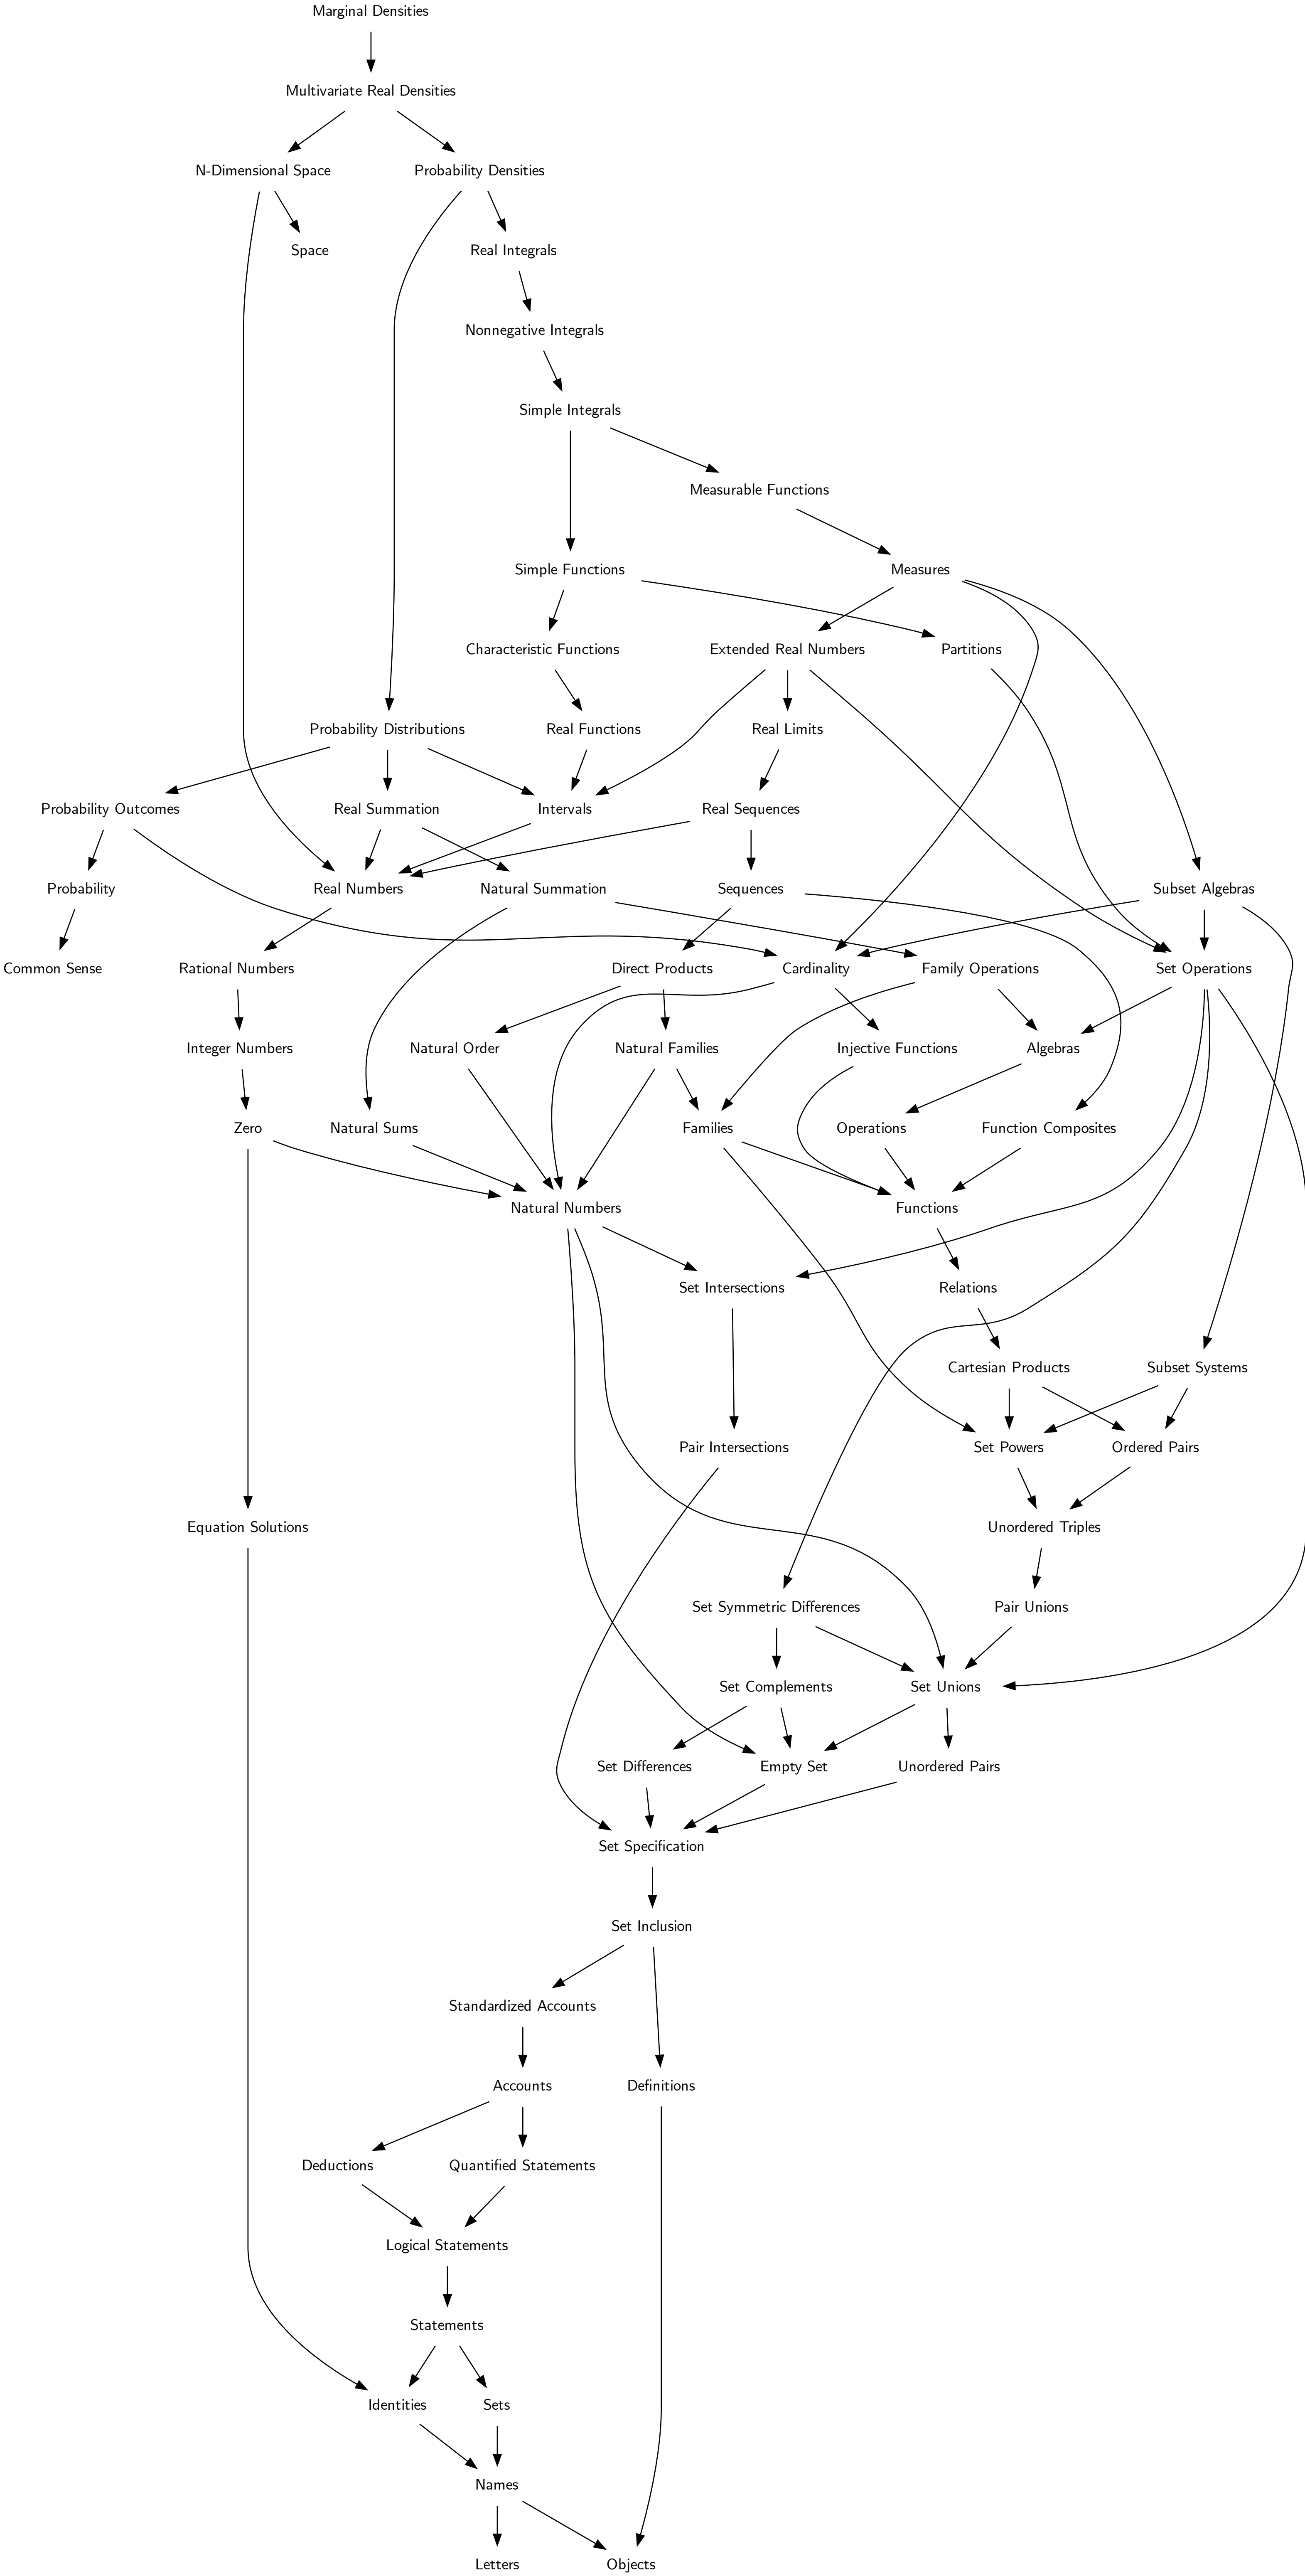 Marginal Densities
Multivariate Real Densities
N-Dimensional Space
Probability Densities
Space
Real Integrals
Nonnegative Integrals
Simple Integrals
Measurable Functions
Simple Functions
Measures
Characteristic Functions
Extended Real Numbers
Partitions
Probability Distributions
Real Functions
Real Limits
Probability Outcomes
Real Summation
Intervals
Real Sequences
Probability
Real Numbers
Natural Summation
Sequences
Subset Algebras
Common Sense
Rational Numbers
Direct Products
Cardinality
Family Operations
Set Operations
Integer Numbers
Natural Order
Natural Families
Injective Functions
Algebras
Zero
Natural Sums
Families
Operations
Function Composites
Natural Numbers
Functions
Set Intersections
Relations
Cartesian Products
Subset Systems
Pair Intersections
Set Powers
Ordered Pairs
Equation Solutions
Unordered Triples
Set Symmetric Differences
Pair Unions
Set Complements
Set Unions
Set Differences
Empty Set
Unordered Pairs
Set Specification
Set Inclusion
Standardized Accounts
Accounts
Definitions
Deductions
Quantified Statements
Logical Statements
Statements
Identities
Sets
Names
Letters
Objects